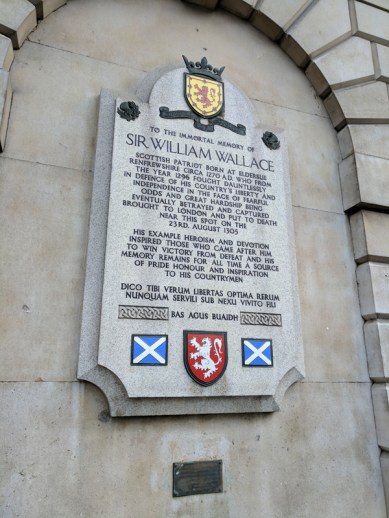 TO THE IMMORTAL MEMORY OF
SIR WILLIAM WALLACE
SCOTTISH PATRIOT BORN AT ELDERSLIE
RENFREWSHIRE CIRCA 1270 A.D. WHO FROM
THE YEAR 1296 FOUGHT DAUNTLESSLY
IN DEFENCE OF HIS COUNTRY'S LIBERTY AND
INDEPENDENCE IN THE FACE OF FEARFUL
ODDS AND GREAT HARDSHIP BEING
EVENTUALLY BETRAYED AND CAPTURED
BROUGHT TO LONDON AND PUT TO DEATH
NEAR THIS SPOT ON THE
23RD. AUGUST 1305
HIS EXAMPLE HEROISM AND DEVOTION
INSPIRED THOSE WHO CAME AFTER HIM
TO WIN VICTORY FROM DEFEAT AND HIS
MEMORY REMAINS FOR ALL TIME A SOURCE
OF PRIDE HONOUR AND INSPIRATION
TO HIS COUNTRYMEN
DICO TIBI VERUM LIBERTAS OPTIMA RERUM
NUNQUAM SERVILI SUB NEXU VIVITO FILI
BAS AGUS BUAIDH